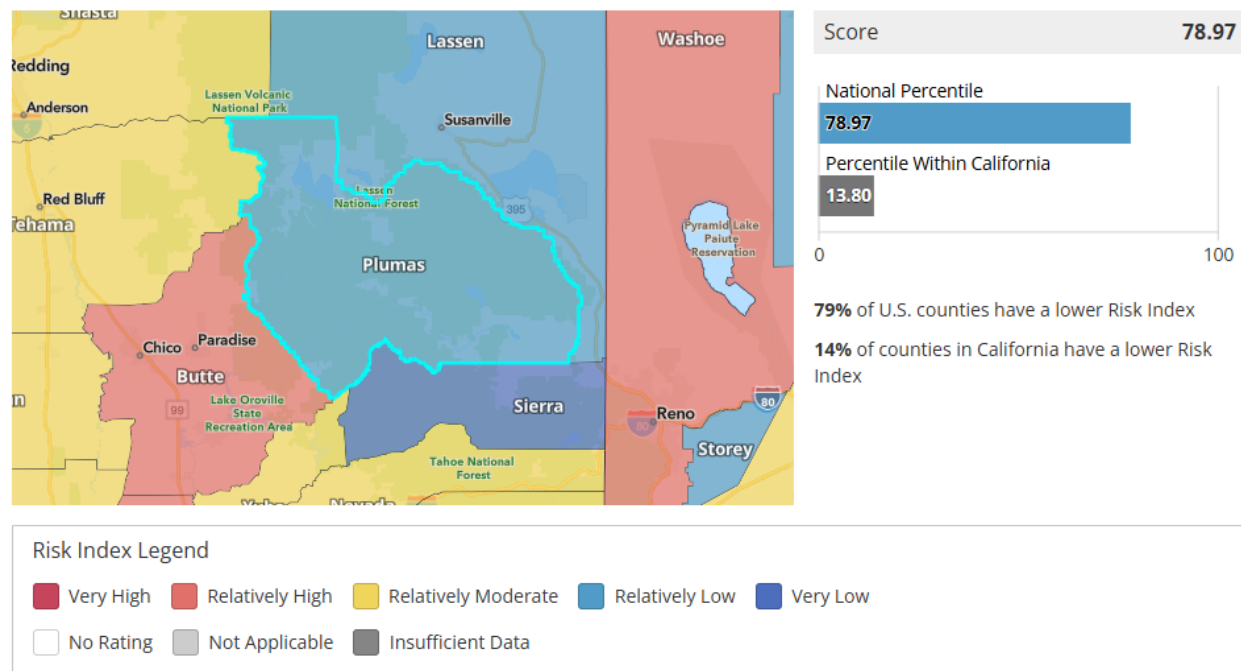 Shasta
Lassen
Washoe
Redding
Lassen Volcanic
National Park
Anderson
5
Susanville
Red Bluff
Tehama
Lassen
National Forest
395
Pyramid Lake
Paiute
Reservation
Plumas
Chico
Paradise
Butte
99
Lake Oroville
State
Recreation Area
Sierra
80
Reno
80
Storey
Tahoe National
Forest
Yuba
Nevada
Score 78.97
National Percentile
78.97
Percentile Within California
13.80
0 100
79% of U.S. counties have a lower Risk Index
14% of counties in California have a lower Risk
Index
Risk Index Legend
Very High Relatively High Relatively Moderate Relatively Low Very Low
No Rating Not Applicable Insufficient Data